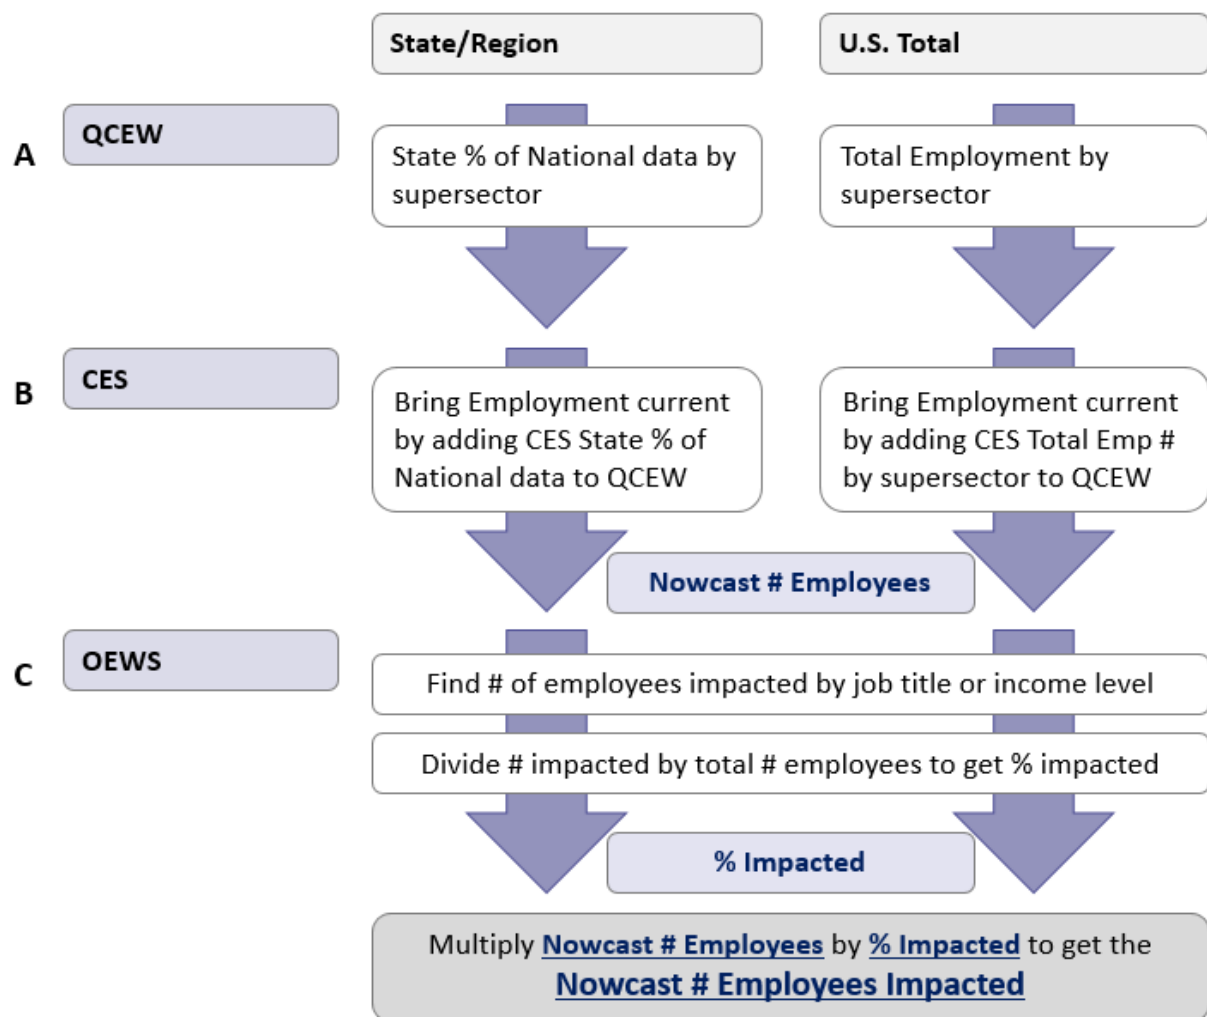 State/Region
U.S. Total
A
QCEW
State % of National data by
supersector
Total Employment by
supersector
B
CES
Bring Employment current
by adding CES State % of
National data to QCEW
Bring Employment current
by adding CES Total Emp #
by supersector to QCEW
Nowcast # Employees
C
OEWS
Find # of employees impacted by job title or income level
Divide # impacted by total # employees to get % impacted
% Impacted
Multiply Nowcast # Employees by % Impacted to get the
Nowcast # Employees Impacted